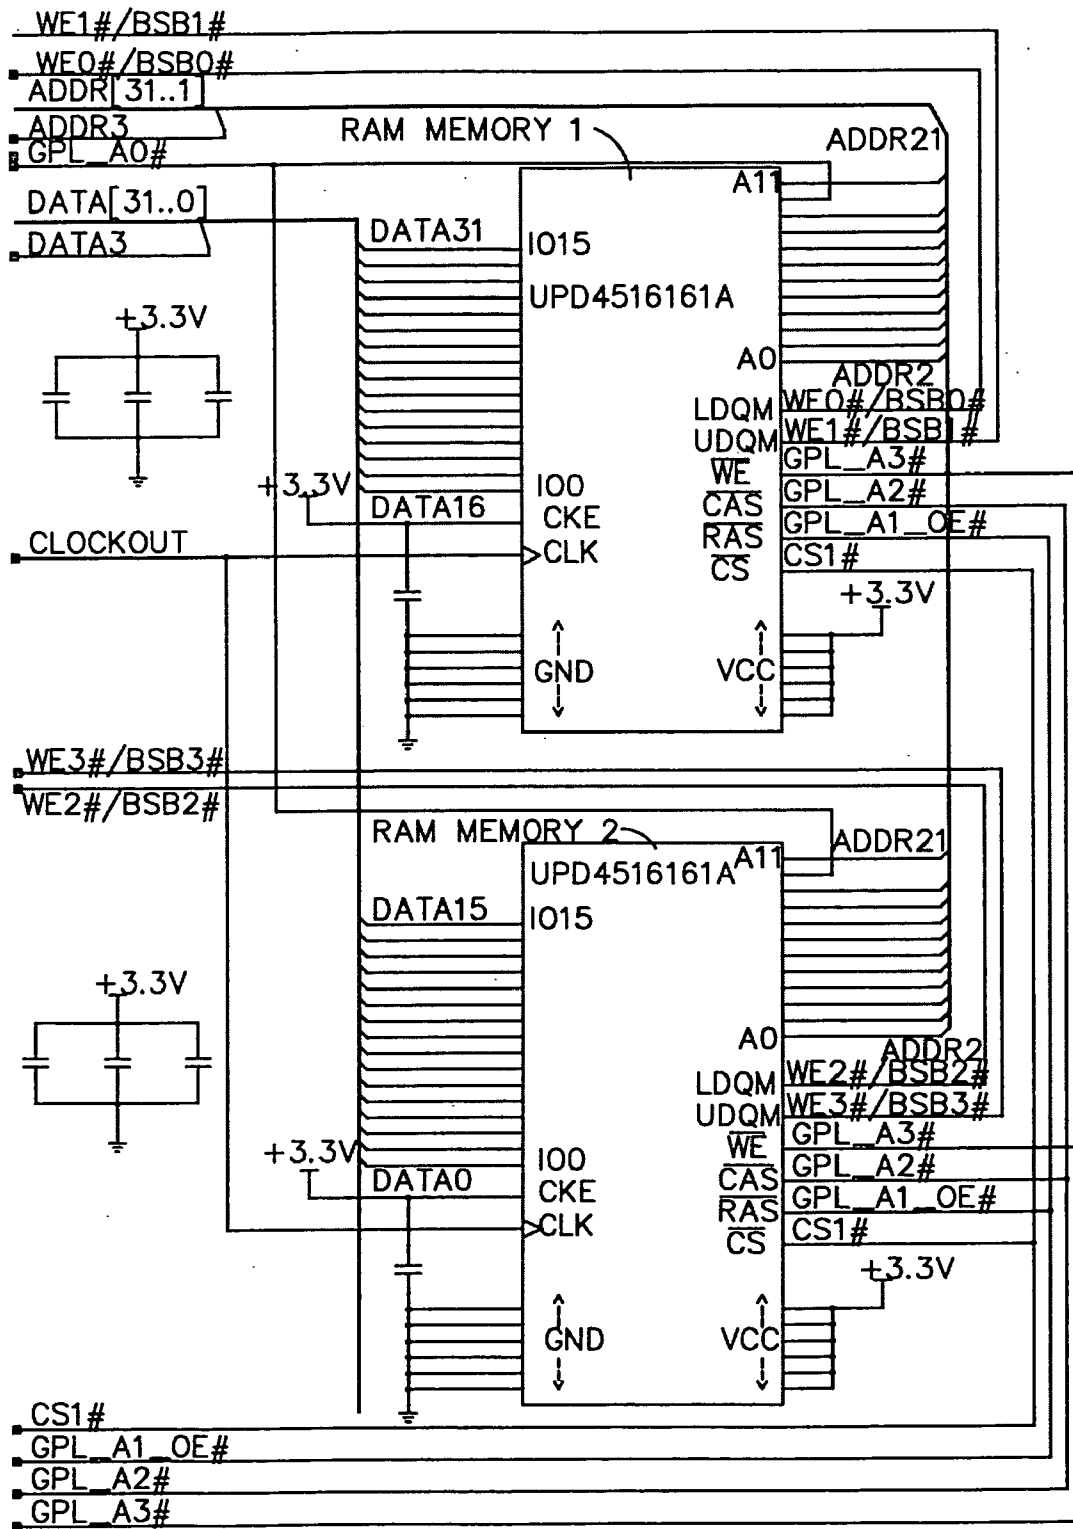 WE1#/BSB1#
WE0#/BSB0#
ADDR[31..1]
ADDR3
GPL_A0#
RAM MEMORY 1
ADDR21
A11
DATA[31..0]
DATA3
DATA31
IO15
UPD4516161A
+3.3V
A0
ADDR2
LDQM
WE0#/BSB0#
UDQM
WE1#/BSB1#
WE
GPL_A3#
+3.3V
IO0
CAS
GPL_A2#
DATA16
CKE
RAS
GPL_A1_OE#
CLOCKOUT
CLK
CS
CS1#
+3.3V
GND
VCC
WE3#/BSB3#
WE2#/BSB2#
RAM MEMORY 2
ADDR21
A11
UPD4516161A
DATA15
IO15
+3.3V
A0
ADDR2
LDQM
WE2#/BSB2#
UDQM
WE3#/BSB3#
WE
GPL_A3#
+3.3V
IO0
CAS
GPL_A2#
DATA0
CKE
RAS
GPL_A1_OE#
CLK
CS
CS1#
+3.3V
GND
VCC
CS1#
GPL_A1_OE#
GPL_A2#
GPL_A3#